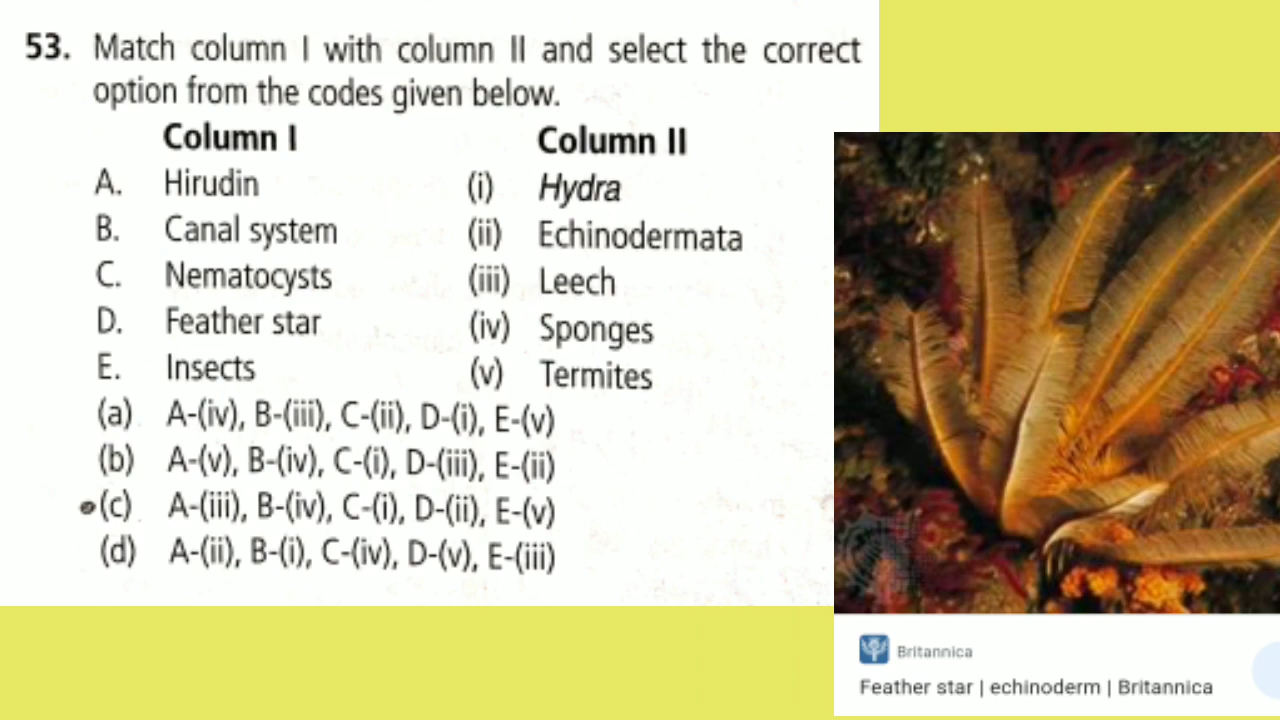 53. Match column I with column II and select the correct
option from the codes given below.
Column I Column II
A. Hirudin (i) Hydra
B. Canal system (ii) Echinodermata
C. Nematocysts (iii) Leech
D. Feather star (iv) Sponges
E. Insects (v) Termites
(a) A-(iv), B-(iii), C-(ii), D-(i), E-(v)
(b) A-(v), B-(iv), C-(i), D-(iii), E-(ii)
(c) A-(iii), B-(iv), C-(i), D-(ii), E-(v)
(d) A-(ii), B-(i), C-(iv), D-(v), E-(iii)
Britannica
Feather star | echinoderm | Britannica